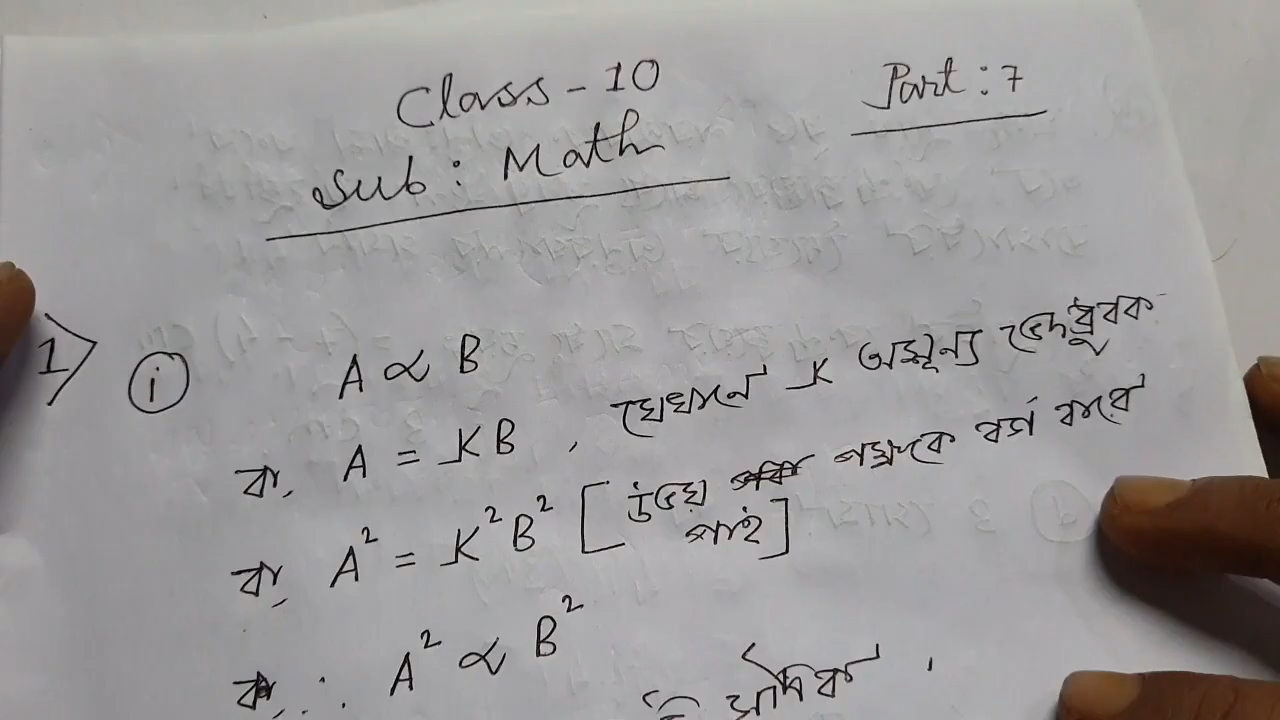 Class - 10
Part : 7
Sub : Math
1) (i) A ∝ B
বা, A = KB , যেখানে K অশূন্য ভেদ ধ্রুবক
বা, A² = K²B² [ উভয় পক্ষকে বর্গ করে
পাই ]
∴ A² ∝ B²